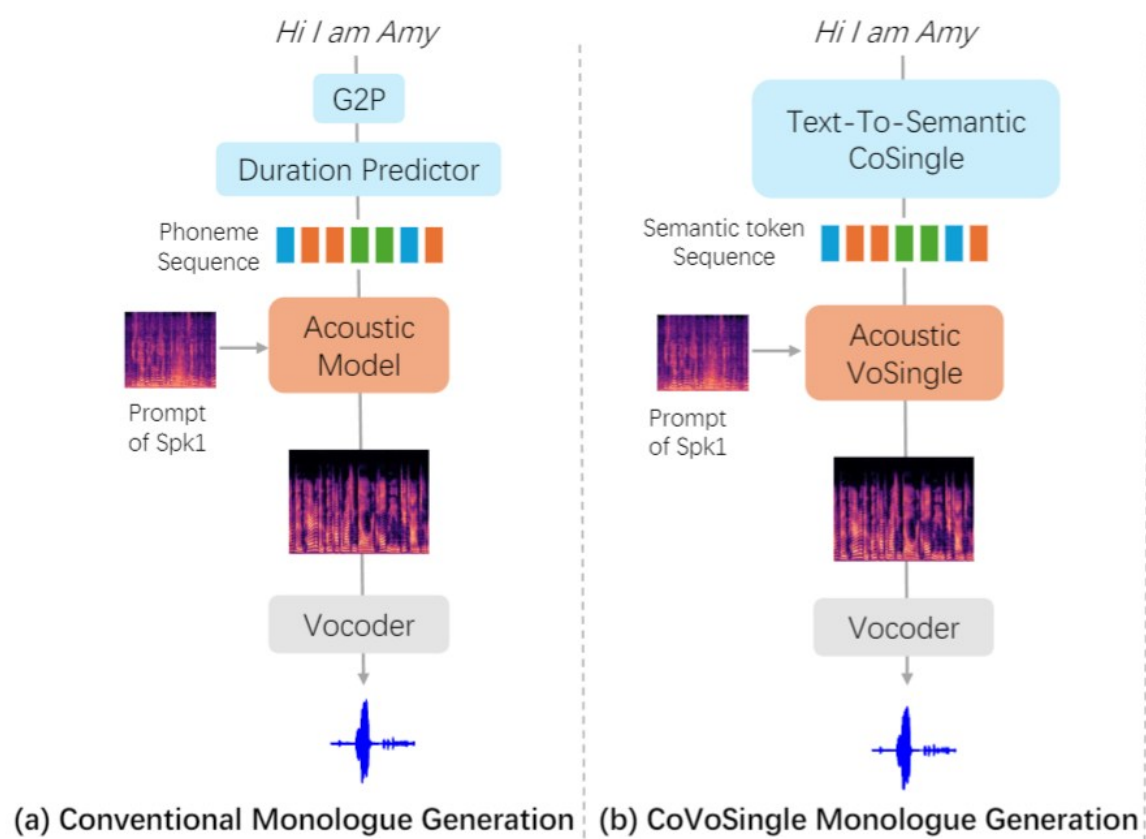 Hi I am Amy
G2P
Duration Predictor
Phoneme
Sequence
Acoustic
Model
Prompt
of Spk1
Vocoder
(a) Conventional Monologue Generation
Hi I am Amy
Text-To-Semantic
CoSingle
Semantic token
Sequence
Acoustic
VoSingle
Prompt
of Spk1
Vocoder
(b) CoVoSingle Monologue Generation